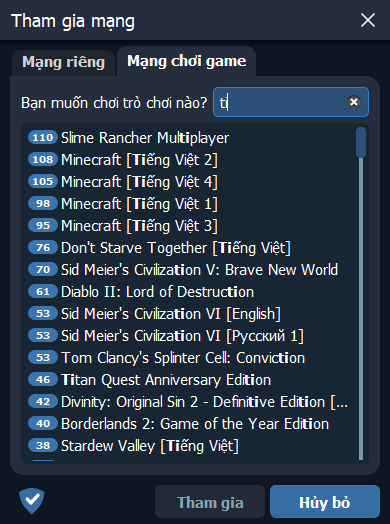 Tham gia mạng
Mạng riêng Mạng chơi game
Bạn muốn chơi trò chơi nào? ti
110 Slime Rancher Multiplayer
108 Minecraft [Tiếng Việt 2]
105 Minecraft [Tiếng Việt 4]
98 Minecraft [Tiếng Việt 1]
95 Minecraft [Tiếng Việt 3]
76 Don't Starve Together [Tiếng Việt]
70 Sid Meier's Civilization V: Brave New World
61 Diablo II: Lord of Destruction
53 Sid Meier's Civilization VI [English]
53 Sid Meier's Civilization VI [Русский 1]
53 Tom Clancy's Splinter Cell: Conviction
46 Titan Quest Anniversary Edition
42 Divinity: Original Sin 2 - Definitive Edition [...
40 Borderlands 2: Game of the Year Edition
38 Stardew Valley [Tiếng Việt]
Tham gia Hủy bỏ